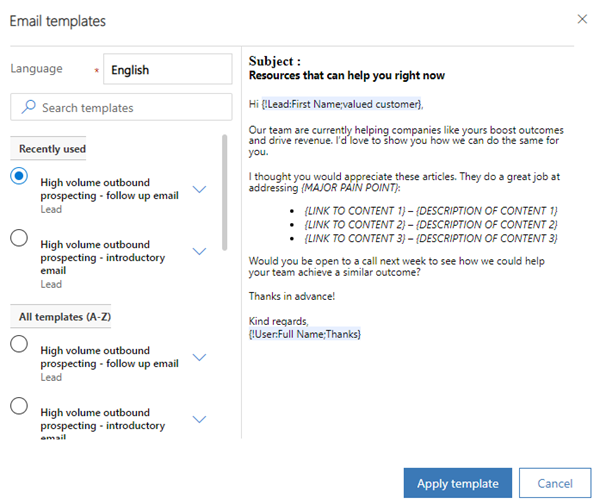 Email templates
Language * English
Search templates
Recently used
High volume outbound
prospecting - follow up email
Lead
High volume outbound
prospecting - introductory
email
Lead
All templates (A-Z)
High volume outbound
prospecting - follow up email
Lead
High volume outbound
prospecting - introductory
email
Subject :
Resources that can help you right now
Hi {!Lead:First Name;valued customer},
Our team are currently helping companies like yours boost outcomes
and drive revenue. I'd love to show you how we can do the same for
you.
I thought you would appreciate these articles. They do a great job at
addressing {MAJOR PAIN POINT}:
• {LINK TO CONTENT 1} – {DESCRIPTION OF CONTENT 1}
• {LINK TO CONTENT 2} – {DESCRIPTION OF CONTENT 2}
• {LINK TO CONTENT 3} – {DESCRIPTION OF CONTENT 3}
Would you be open to a call next week to see how we could help
your team achieve a similar outcome?
Thanks in advance!
Kind regards,
{!User:Full Name;Thanks}
Apply template
Cancel